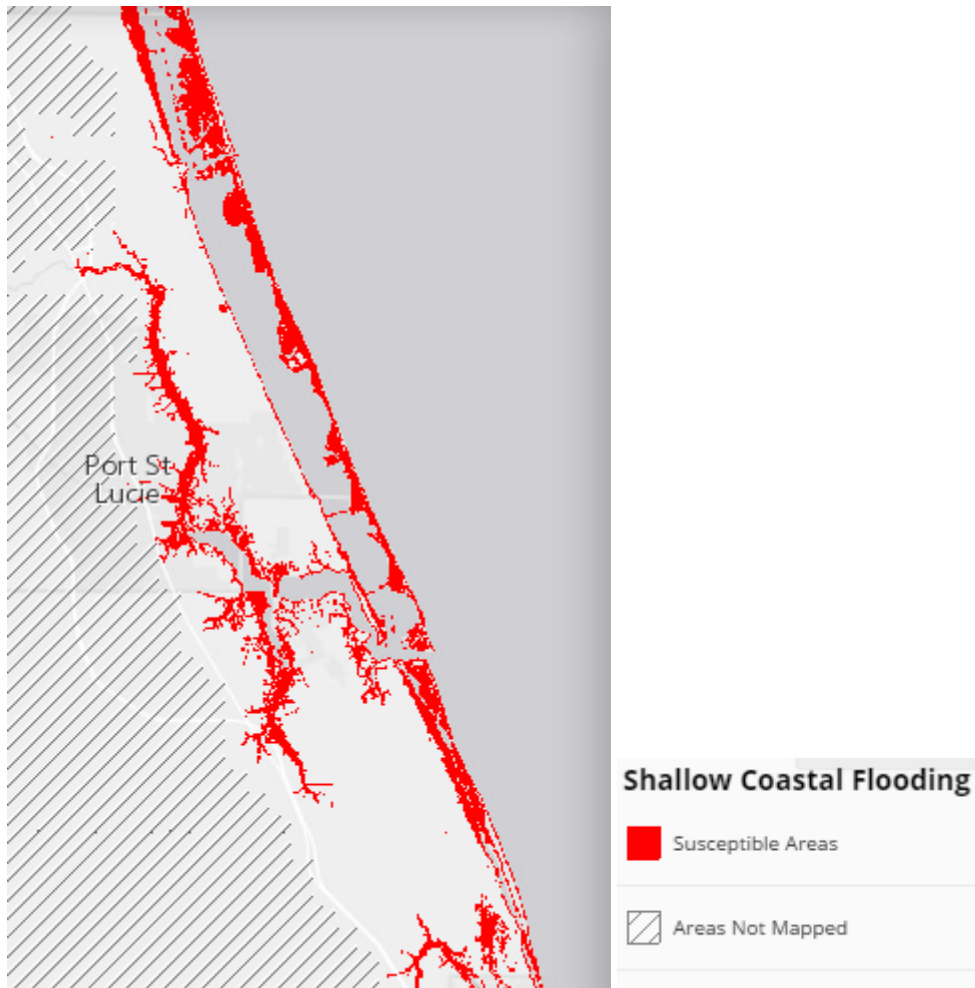 Port St
Lucie
Shallow Coastal Flooding
Susceptible Areas
Areas Not Mapped